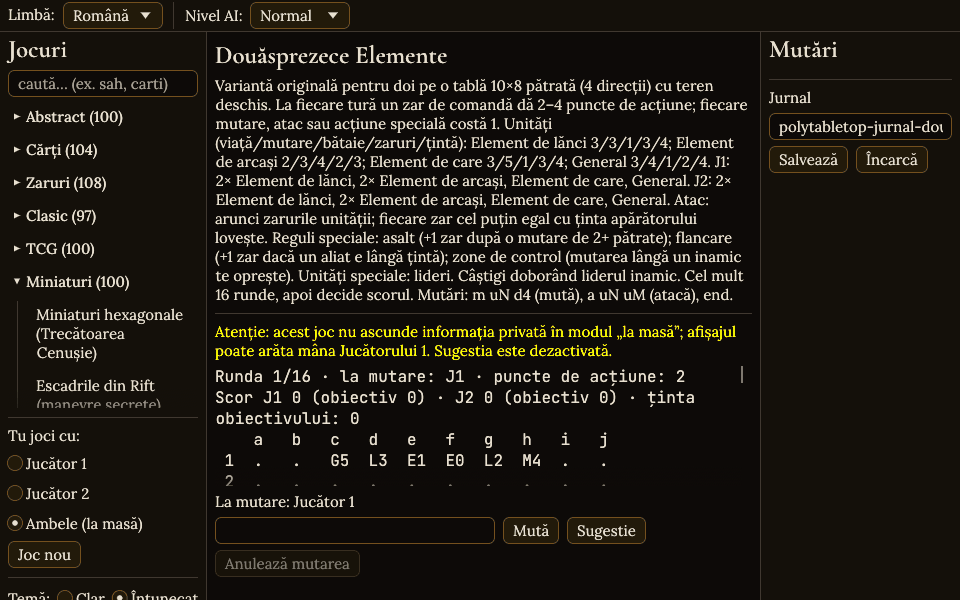 Limbă: Română ▼ Nivel AI: Normal ▼
Jocuri
caută... (ex. sah, carti)
▸ Abstract (100)
▸ Cărți (104)
▸ Zaruri (108)
▸ Clasic (97)
▸ TCG (100)
▾ Miniaturi (100)
Miniaturi hexagonale
(Trecătoarea
Cenușie)
Escadrile din Rift
(manevre secrete)
Tu joci cu:
Jucător 1
Jucător 2
Ambele (la masă)
Joc nou
Temă: Clar Întunecat
Douăsprezece Elemente
Variantă originală pentru doi pe o tablă 10×8 pătrată (4 direcții) cu teren
deschis. La fiecare tură un zar de comandă dă 2–4 puncte de acțiune; fiecare
mutare, atac sau acțiune specială costă 1. Unități
(viață/mutare/bătaie/zaruri/țintă): Element de lănci 3/3/1/3/4; Element
de arcași 2/3/4/2/3; Element de care 3/5/1/3/4; General 3/4/1/2/4. J1:
2× Element de lănci, 2× Element de arcași, Element de care, General. J2: 2×
Element de lănci, 2× Element de arcași, Element de care, General. Atac:
arunci zarurile unității; fiecare zar cel puțin egal cu ținta apărătorului
lovește. Reguli speciale: asalt (+1 zar după o mutare de 2+ pătrate); flancare
(+1 zar dacă un aliat e lângă țintă); zone de control (mutarea lângă un inamic
te oprește). Unități speciale: lideri. Câștigi doborând liderul inamic. Cel mult
16 runde, apoi decide scorul. Mutări: m uN d4 (mută), a uN uM (atacă), end.
Atenție: acest joc nu ascunde informația privată în modul „la masă”; afișajul
poate arăta mâna Jucătorului 1. Sugestia este dezactivată.
Runda 1/16 · la mutare: J1 · puncte de acțiune: 2
Scor J1 0 (obiectiv 0) · J2 0 (obiectiv 0) · ținta
obiectivului: 0
a b c d e f g h i j
1 . . G5 L3 E1 E0 L2 M4 . .
2 . . . . . . . . . .
La mutare: Jucător 1
Mută Sugestie
Anulează mutarea
Mutări
Jurnal
polytabletop-jurnal-dou
Salvează Încarcă